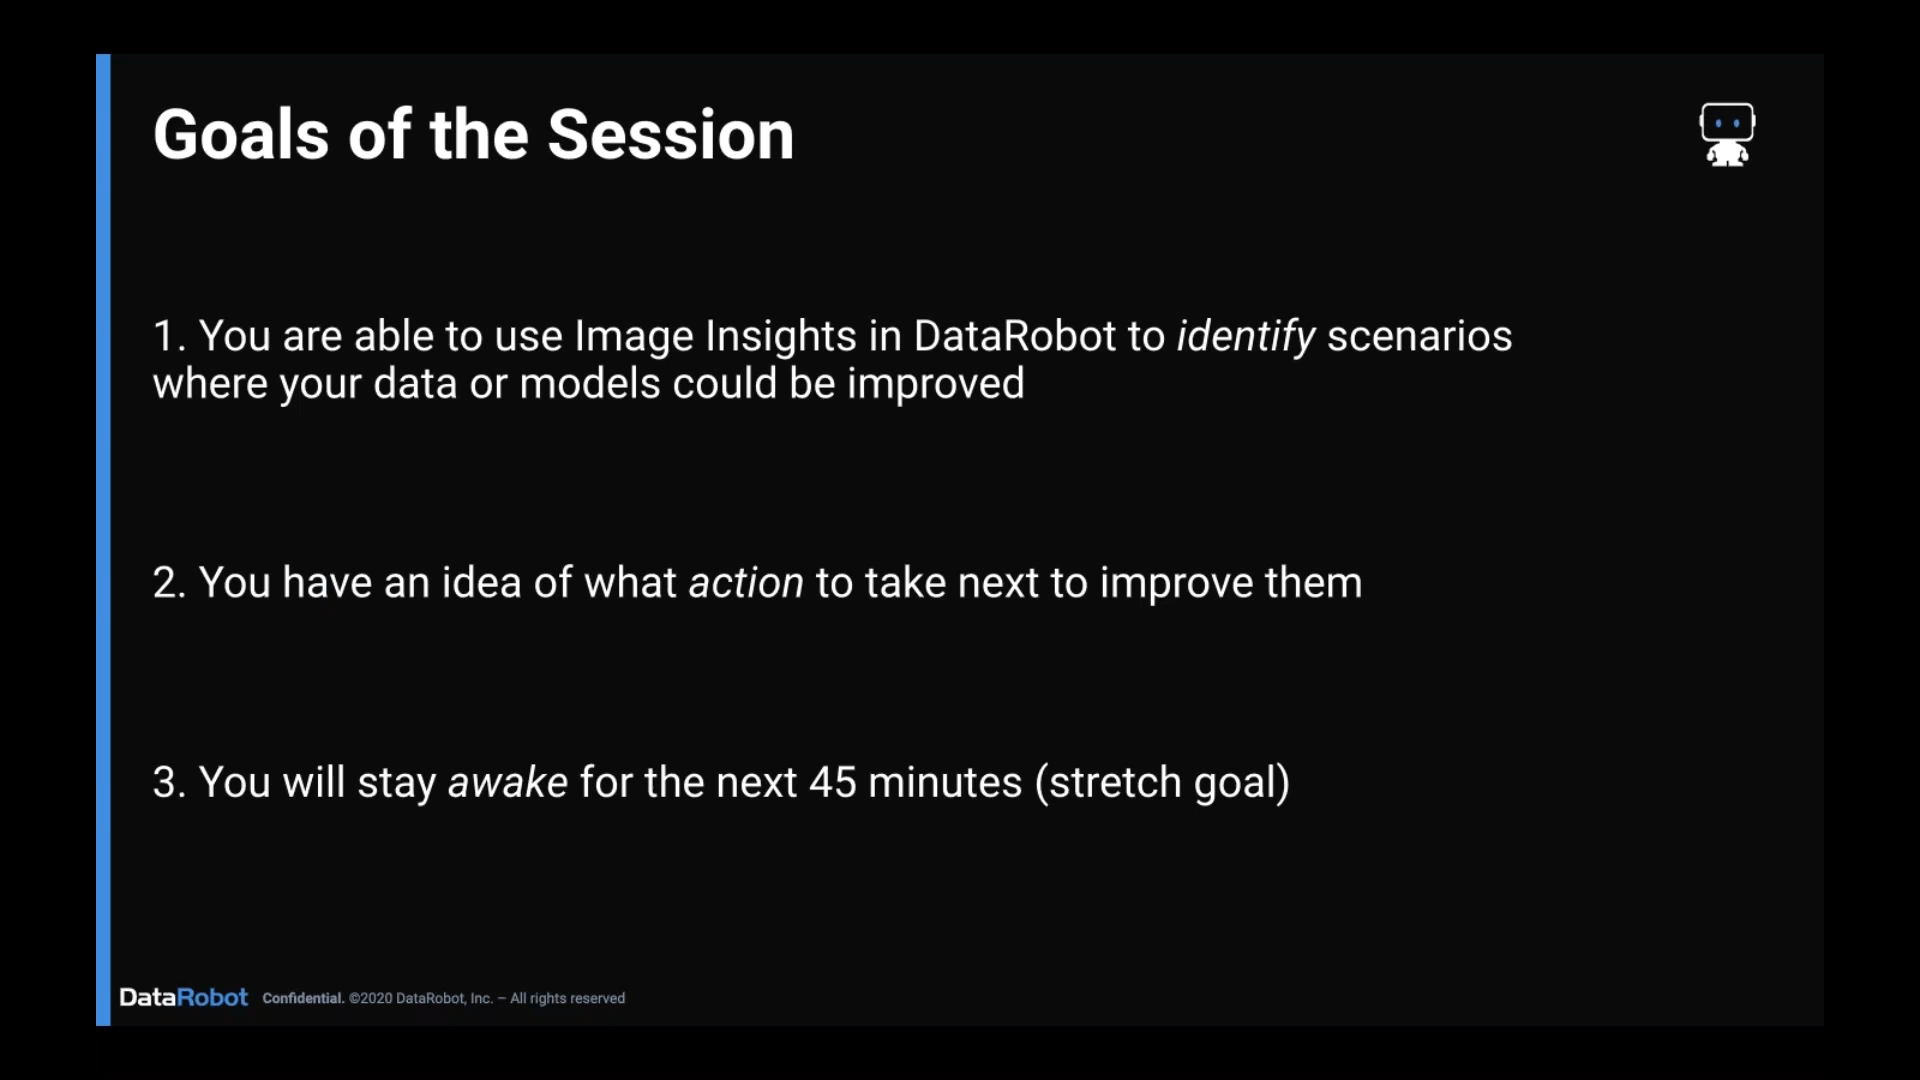 Goals of the Session
1. You are able to use Image Insights in DataRobot to identify scenarios
where your data or models could be improved
2. You have an idea of what action to take next to improve them
3. You will stay awake for the next 45 minutes (stretch goal)
DataRobot Confidential. ©2020 DataRobot, Inc. – All rights reserved